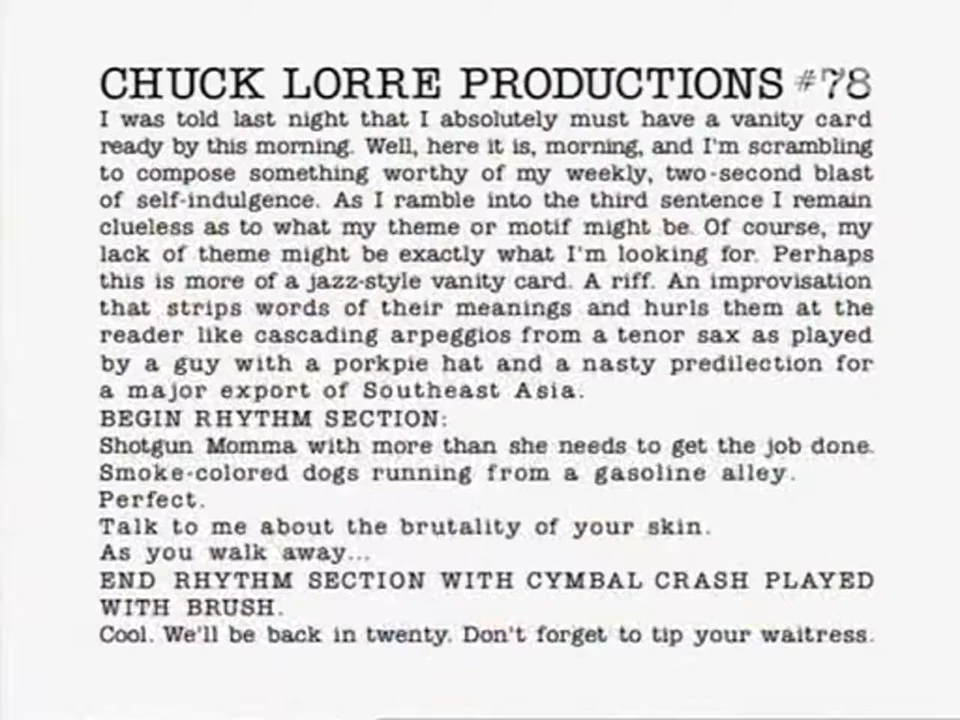 CHUCK LORRE PRODUCTIONS #78
I was told last night that I absolutely must have a vanity card
ready by this morning. Well, here it is, morning, and I'm scrambling
to compose something worthy of my weekly, two-second blast
of self-indulgence. As I ramble into the third sentence I remain
clueless as to what my theme or motif might be. Of course, my
lack of theme might be exactly what I'm looking for. Perhaps
this is more of a jazz-style vanity card. A riff. An improvisation
that strips words of their meanings and hurls them at the
reader like cascading arpeggios from a tenor sax as played
by a guy with a porkpie hat and a nasty predilection for
a major export of Southeast Asia.
BEGIN RHYTHM SECTION:
Shotgun Momma with more than she needs to get the job done.
Smoke-colored dogs running from a gasoline alley.
Perfect.
Talk to me about the brutality of your skin.
As you walk away...
END RHYTHM SECTION WITH CYMBAL CRASH PLAYED
WITH BRUSH.
Cool. We'll be back in twenty. Don't forget to tip your waitress.